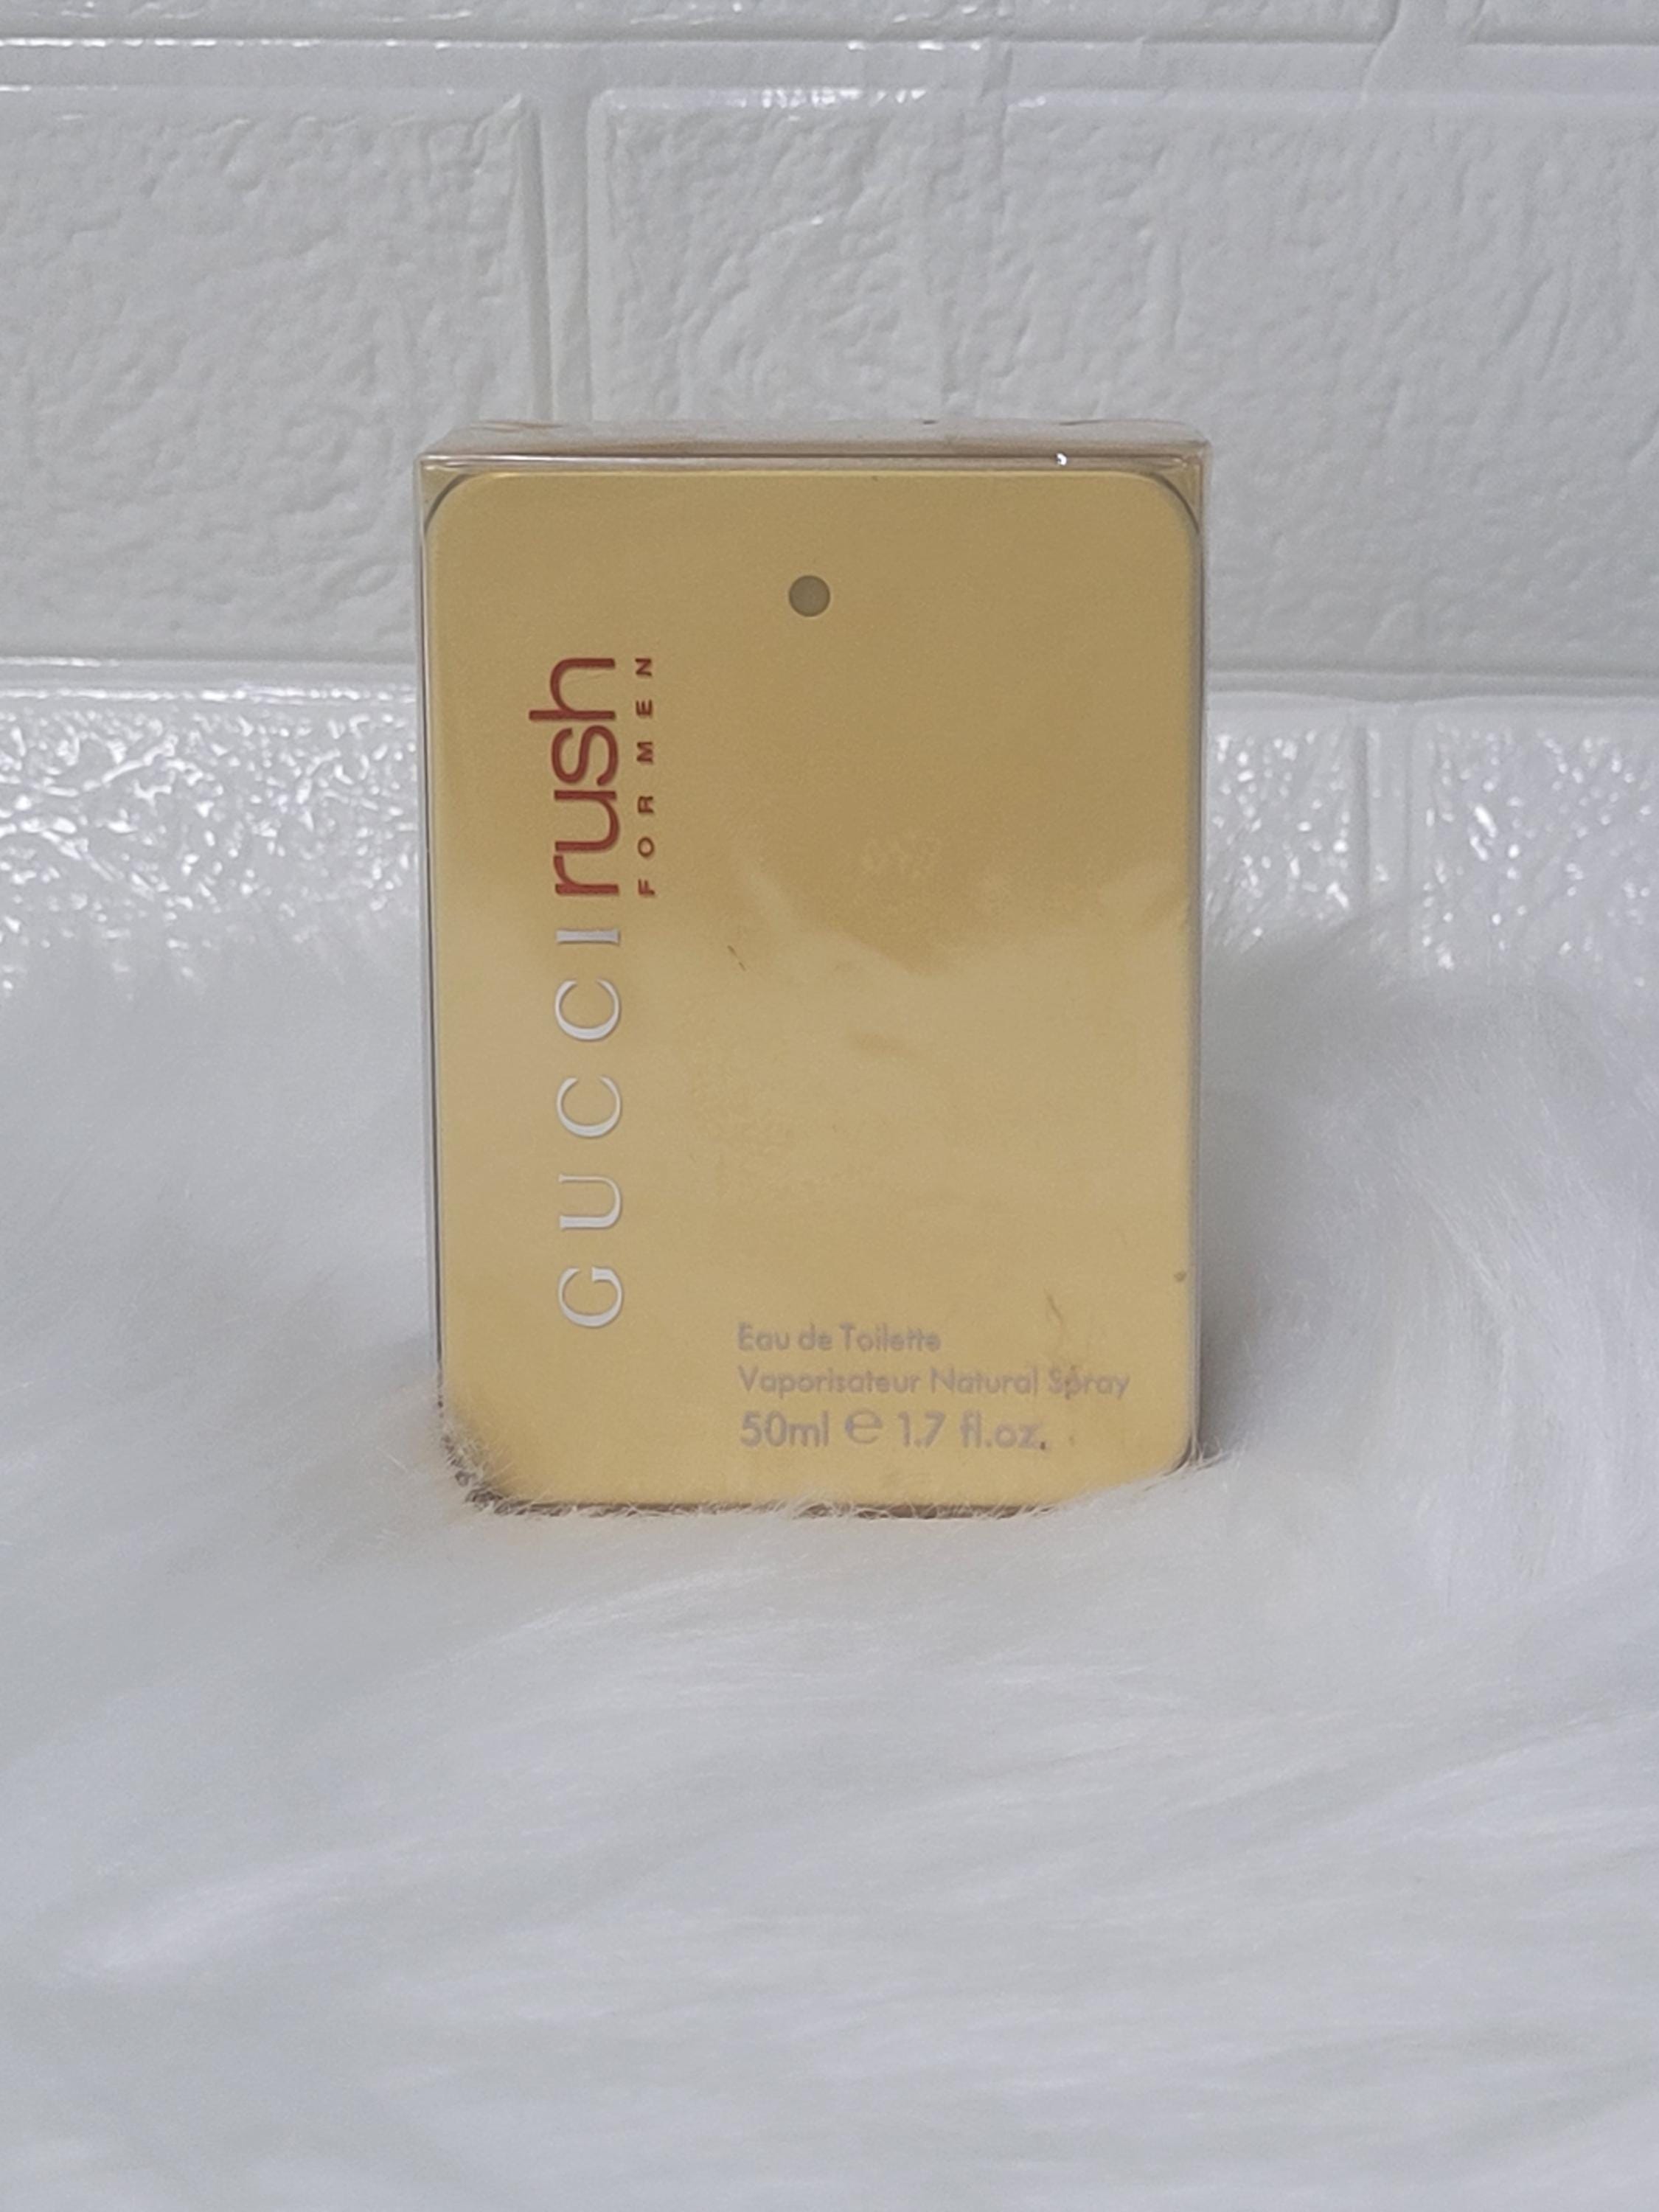 GUCCI rush
FOR MEN
Eau de Toilette
Vaporisateur Natural Spray
50ml ℮ 1.7 fl.oz.